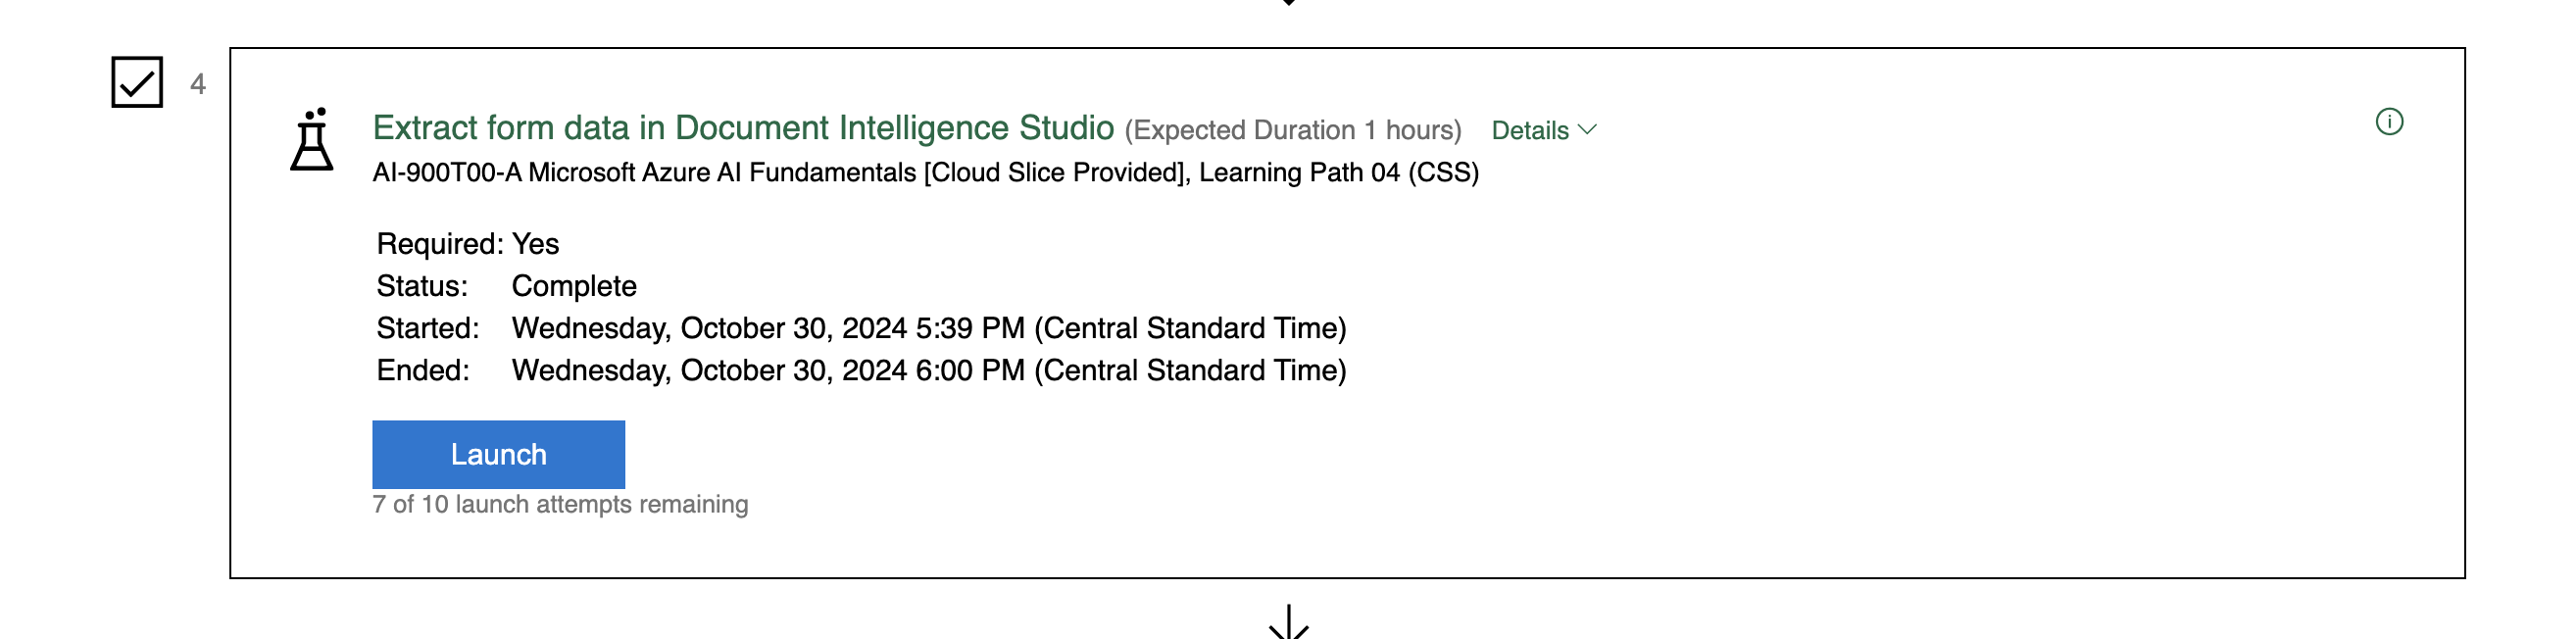 4
Extract form data in Document Intelligence Studio (Expected Duration 1 hours) Details
AI-900T00-A Microsoft Azure AI Fundamentals [Cloud Slice Provided], Learning Path 04 (CSS)
Required: Yes
Status: Complete
Started: Wednesday, October 30, 2024 5:39 PM (Central Standard Time)
Ended: Wednesday, October 30, 2024 6:00 PM (Central Standard Time)
Launch
7 of 10 launch attempts remaining